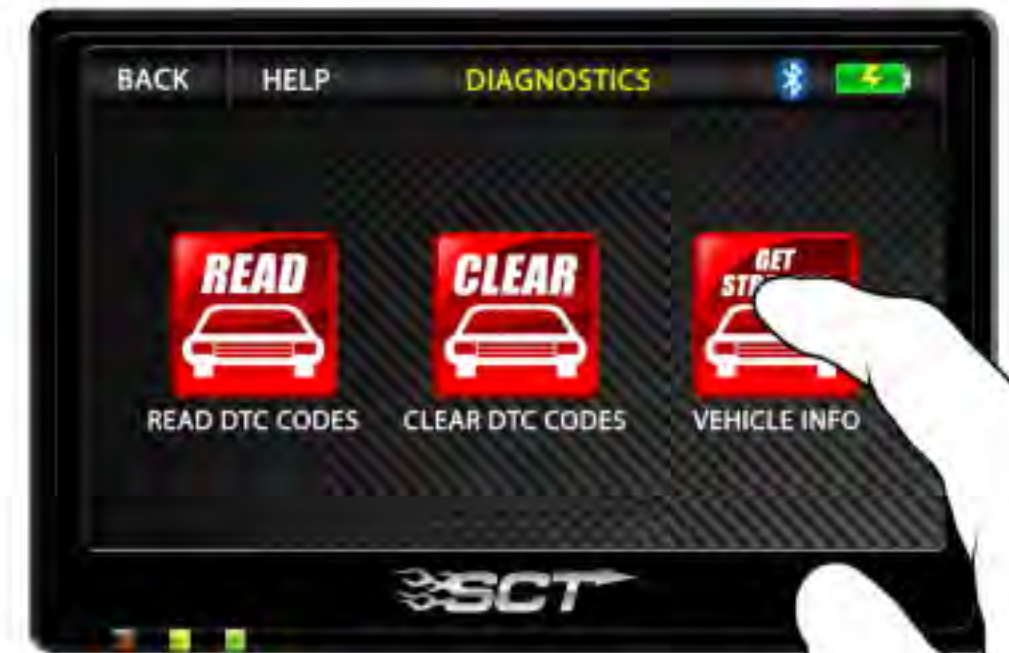 BACK HELP DIAGNOSTICS
READ
CLEAR
GET
READ DTC CODES
CLEAR DTC CODES
VEHICLE INFO
SCT